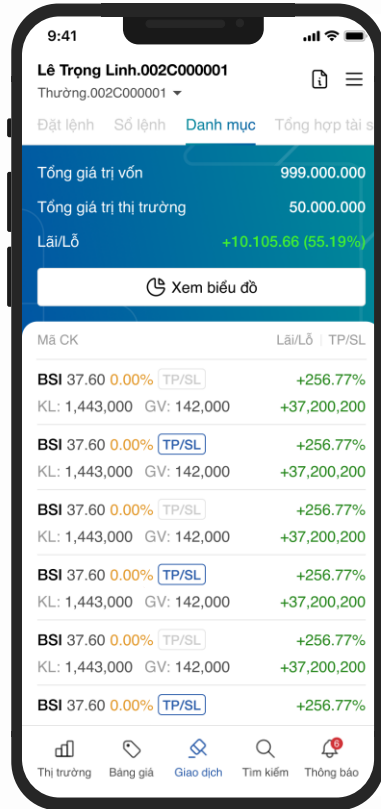 9:41
Lê Trọng Linh.002C000001
Thường.002C000001
Đặt lệnh Sổ lệnh Danh mục Tổng hợp tài s
Tổng giá trị vốn 999.000.000
Tổng giá trị thị trường 50.000.000
Lãi/Lỗ +10.105.66 (55.19%)
Xem biểu đồ
Mã CK Lãi/Lỗ | TP/SL
BSI 37.60 0.00% TP/SL +256.77%
KL: 1,443,000 GV: 142,000 +37,200,200
BSI 37.60 0.00% TP/SL +256.77%
KL: 1,443,000 GV: 142,000 +37,200,200
BSI 37.60 0.00% TP/SL +256.77%
KL: 1,443,000 GV: 142,000 +37,200,200
BSI 37.60 0.00% TP/SL +256.77%
KL: 1,443,000 GV: 142,000 +37,200,200
BSI 37.60 0.00% TP/SL +256.77%
KL: 1,443,000 GV: 142,000 +37,200,200
BSI 37.60 0.00% TP/SL +256.77%
6
Thị trường Bảng giá Giao dịch Tìm kiếm Thông báo